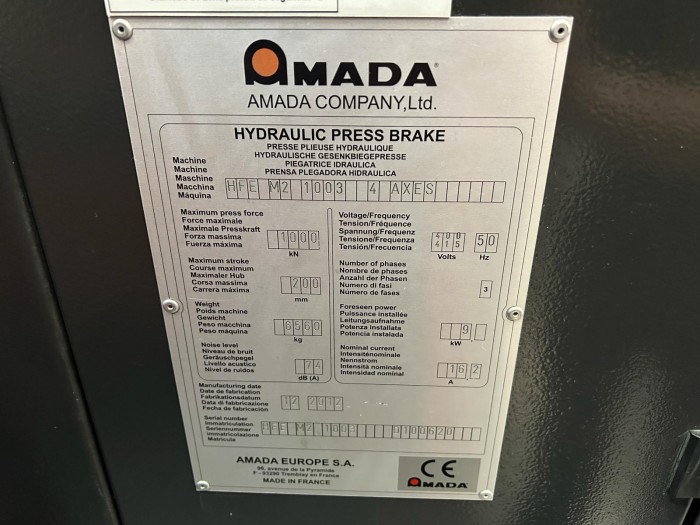 AMADA
AMADA COMPANY,Ltd.
HYDRAULIC PRESS BRAKE
PRESSE PLIEUSE HYDRAULIQUE
HYDRAULISCHE GESENKBIEGEPRESSE
PIEGATRICE IDRAULICA
PRENSA PLEGADORA HIDRAULICA
Machine
Machine
Maschine
Macchina
Máquina
HFE M2 1003 4 AXES
Maximum press force
Force maximale
Maximale Presskraft
Forza massima
Fuerza máxima
1000
kN
Voltage/Frequency
Tension/Fréquence
Spannung/Frequenz
Tensione/Frequenza
Tensión/Frecuencia
400
415
Volts
50
Hz
Maximum stroke
Course maximum
Maximaler Hub
Corsa massima
Carrera máxima
200
mm
Number of phases
Nombre de phases
Anzahl der Phasen
Numero di fasi
Número de fases
3
Weight
Poids machine
Gewicht
Peso macchina
Peso máquina
6560
kg
Foreseen power
Puissance installée
Leitungsaufnahme
Potenza installata
Potencia instalada
9
kW
Noise level
Niveau de bruit
Geräuschpegel
Livello acustico
Nivel de ruidos
74
dB (A)
Nominal current
Intensiténominale
Nennstrom
Intensità nominale
Intensidad nominal
16,2
A
Manufacturing date
Date de fabrication
Fabrikationsdatum
Data di fabbricazione
Fecha de fabricación
12 2012
Serial number
Immatriculation
Seriennummer
Immatricolazione
Matricula
HFE M2 1003 0100620
AMADA EUROPE S.A.
96, avenue de la Pyramide
F - 93290 Tremblay en France
MADE IN FRANCE
CE
AMADA